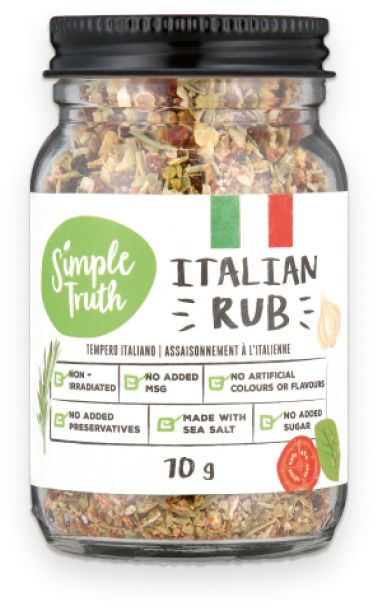 Simple
Truth
ITALIAN
RUB
TEMPERO ITALIANO | ASSAISONNEMENT À L'ITALIENNE
NON -
IRRADIATED
NO ADDED
MSG
NO ARTIFICIAL
COLOURS OR FLAVOURS
NO ADDED
PRESERVATIVES
MADE WITH
SEA SALT
NO ADDED
SUGAR
70 g